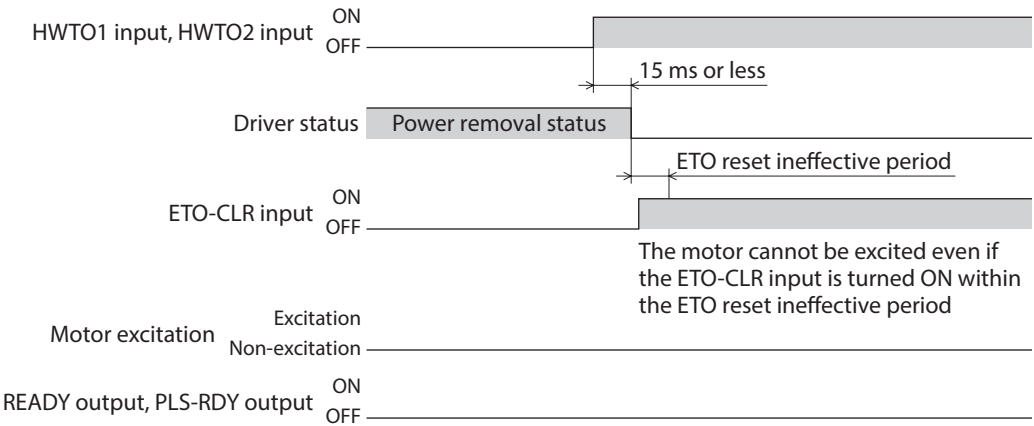 HWTO1 input, HWTO2 input
ON
OFF
15 ms or less
Driver status
Power removal status
ETO reset ineffective period
ETO-CLR input
ON
OFF
The motor cannot be excited even if
the ETO-CLR input is turned ON within
the ETO reset ineffective period
Motor excitation
Excitation
Non-excitation
READY output, PLS-RDY output
ON
OFF